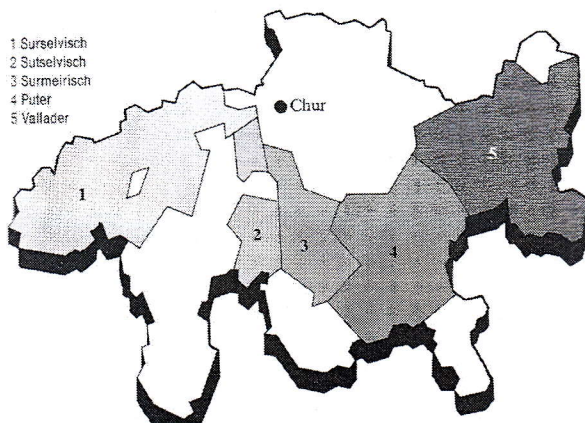 1 Surselvisch
2 Sutselvisch
3 Surmeirisch
4 Puter
5 Vallader
Chur
5
1
2
3
4